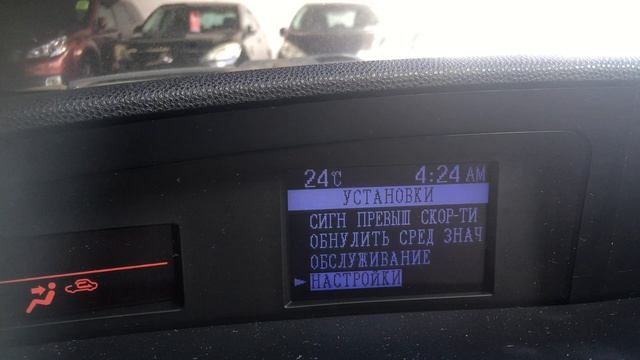 24°C 4:24 AM
УСТАНОВКИ
СИГН ПРЕВЫШ СКОР-ТИ
ОБНУЛИТЬ СРЕД ЗНАЧ
ОБСЛУЖИВАНИЕ
НАСТРОЙКИ